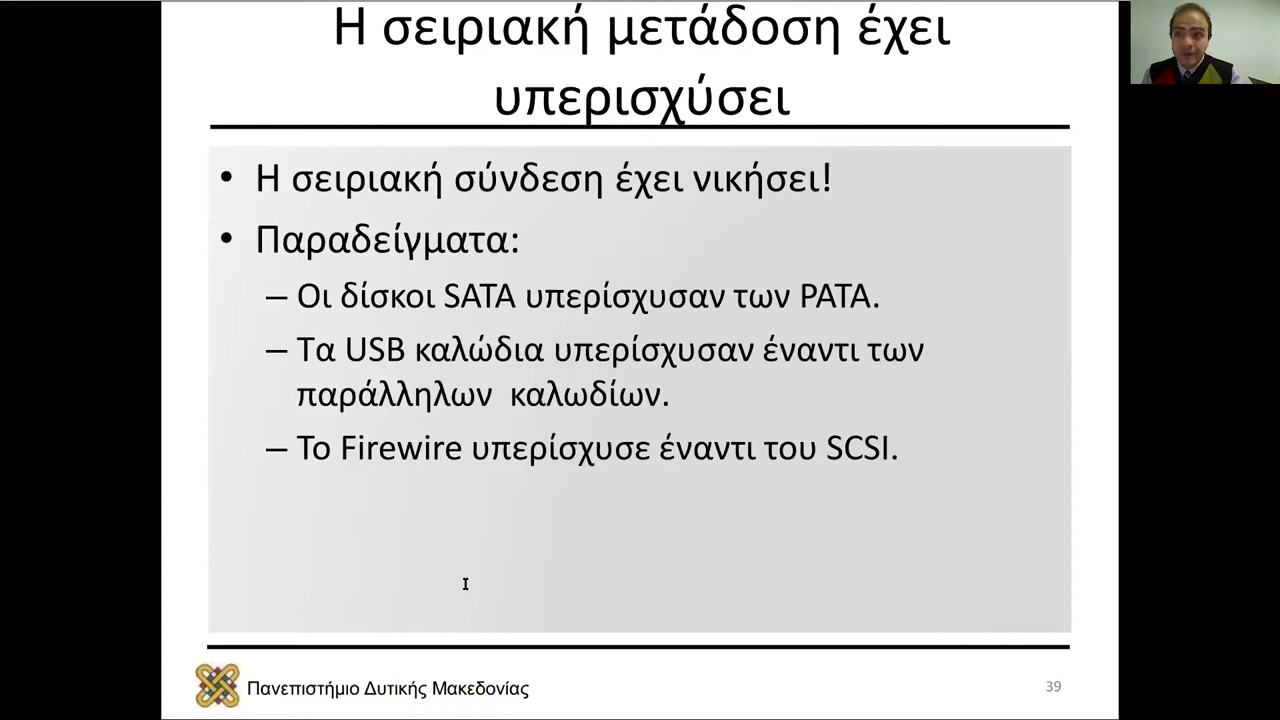 Η σειριακή μετάδοση έχει
υπερισχύσει
• Η σειριακή σύνδεση έχει νικήσει!
• Παραδείγματα:
– Οι δίσκοι SATA υπερίσχυσαν των PATA.
– Τα USB καλώδια υπερίσχυσαν έναντι των
παράλληλων καλωδίων.
– Το Firewire υπερίσχυσε έναντι του SCSI.
Πανεπιστήμιο Δυτικής Μακεδονίας
39